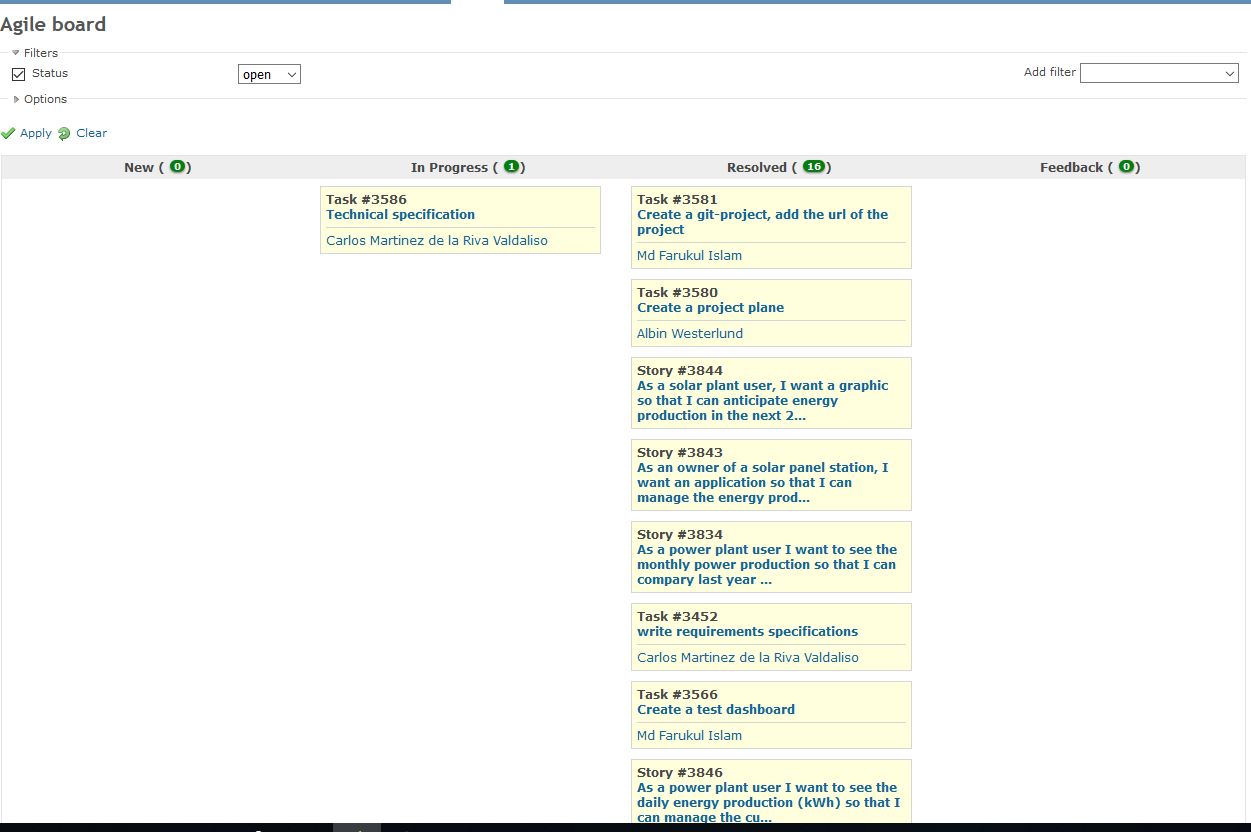 Agile board
Filters
Status
open
Add filter
Options
Apply
Clear
New ( 0 )
In Progress ( 1 )
Resolved ( 16 )
Feedback ( 0 )
Task #3586
Technical specification
Carlos Martinez de la Riva Valdaliso
Task #3581
Create a git-project, add the url of the
project
Md Farukul Islam
Task #3580
Create a project plane
Albin Westerlund
Story #3844
As a solar plant user, I want a graphic
so that I can anticipate energy
production in the next 2...
Story #3843
As an owner of a solar panel station, I
want an application so that I can
manage the energy prod...
Story #3834
As a power plant user I want to see the
monthly power production so that I can
compary last year ...
Task #3452
write requirements specifications
Carlos Martinez de la Riva Valdaliso
Task #3566
Create a test dashboard
Md Farukul Islam
Story #3846
As a power plant user I want to see the
daily energy production (kWh) so that I
can manage the cu...